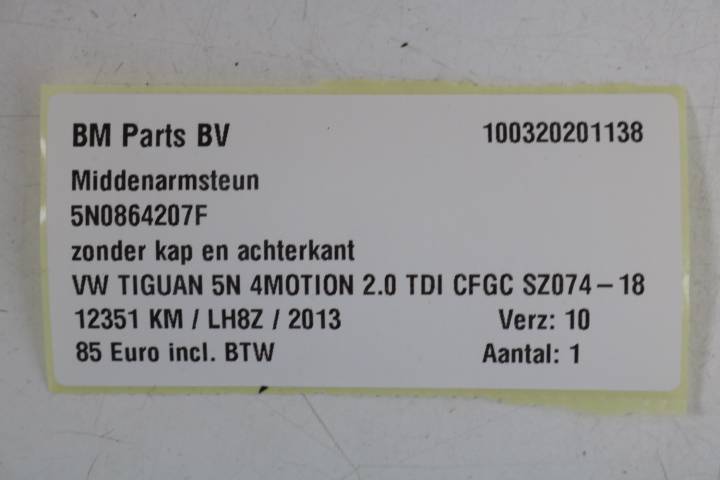 BM Parts BV 100320201138
Middenarmsteun
5N0864207F
zonder kap en achterkant
VW TIGUAN 5N 4MOTION 2.0 TDI CFGC SZ074-18
12351 KM / LH8Z / 2013 Verz: 10
85 Euro incl. BTW Aantal: 1